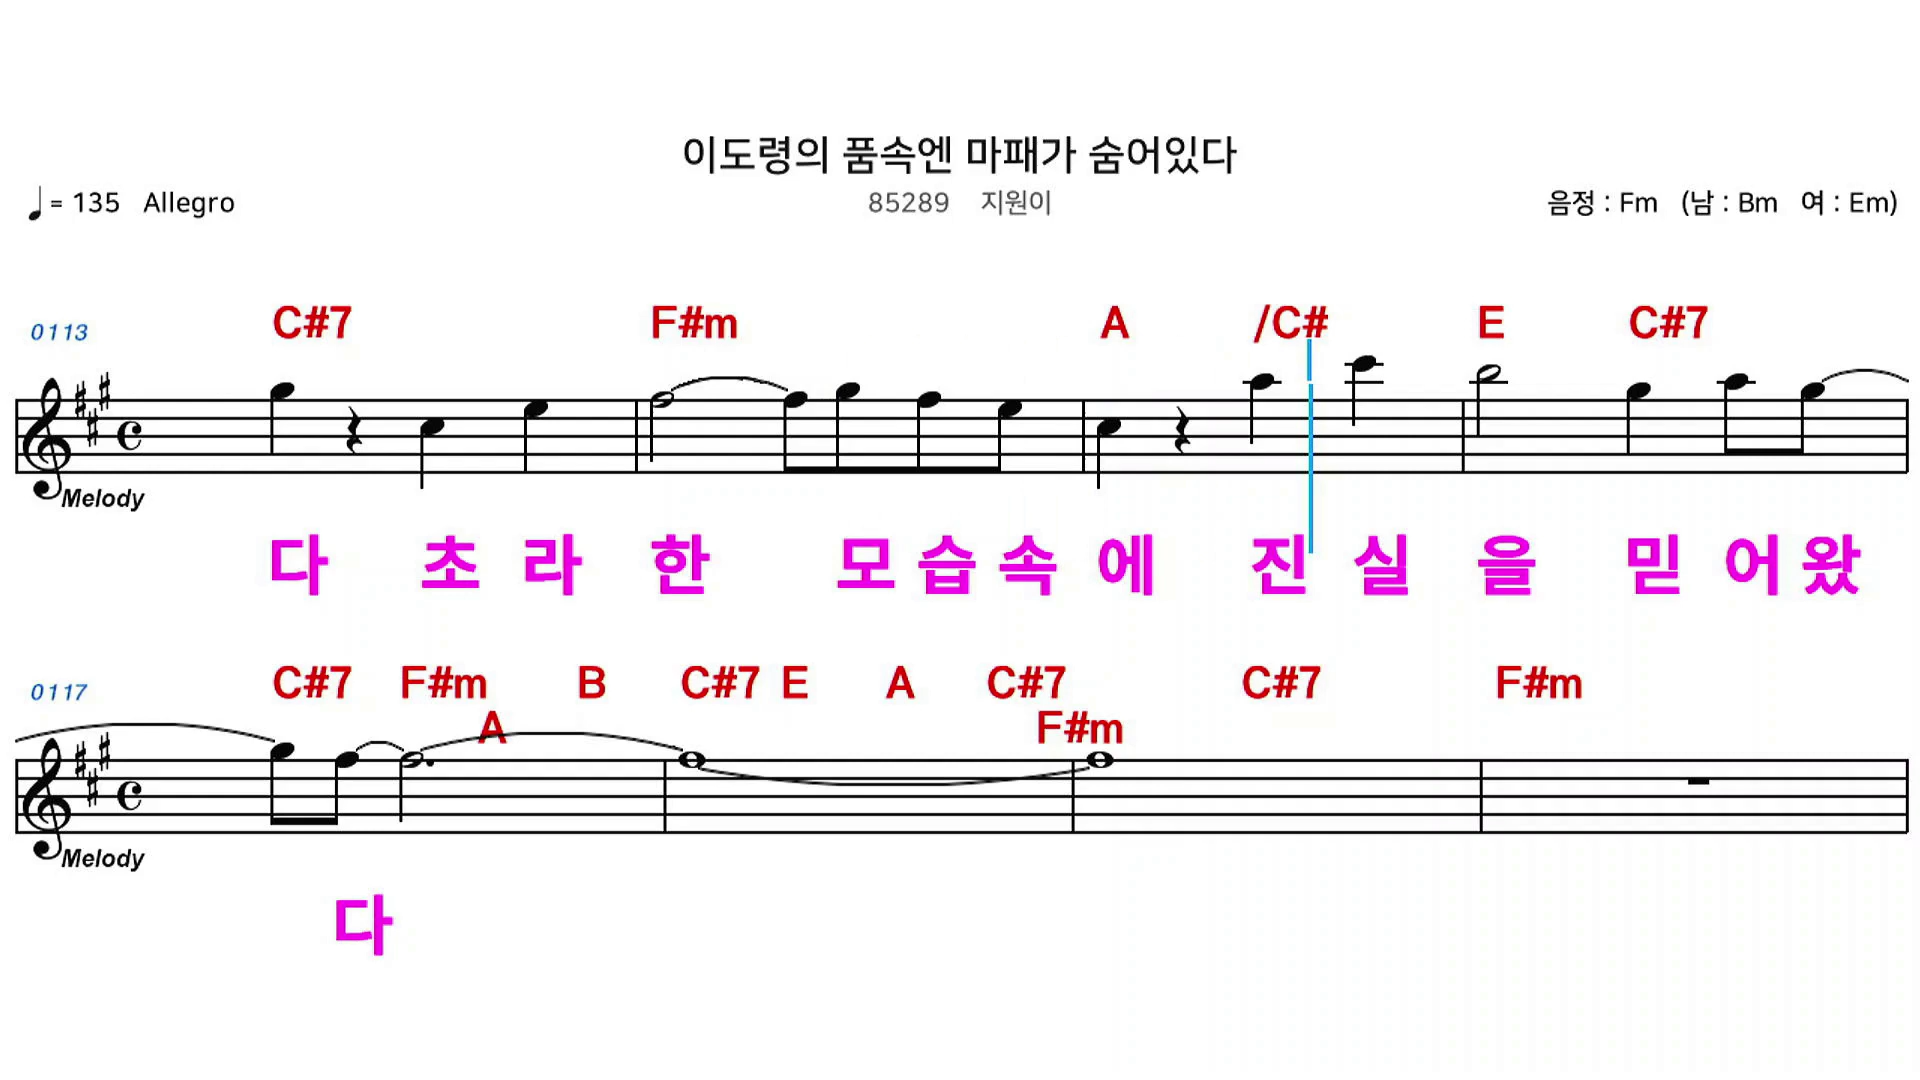 이도령의 품속엔 마패가 숨어있다
♩= 135 Allegro 85289 지원이 음정 : Fm (남 : Bm 여 : Em)
0113 C#7 F#m A /C# E C#7
Melody
다 초 라 한 모 습 속 에 진 실 을 믿 어 왔
0117 C#7 F#m B C#7 E A C#7 C#7 F#m
A F#m
Melody
다